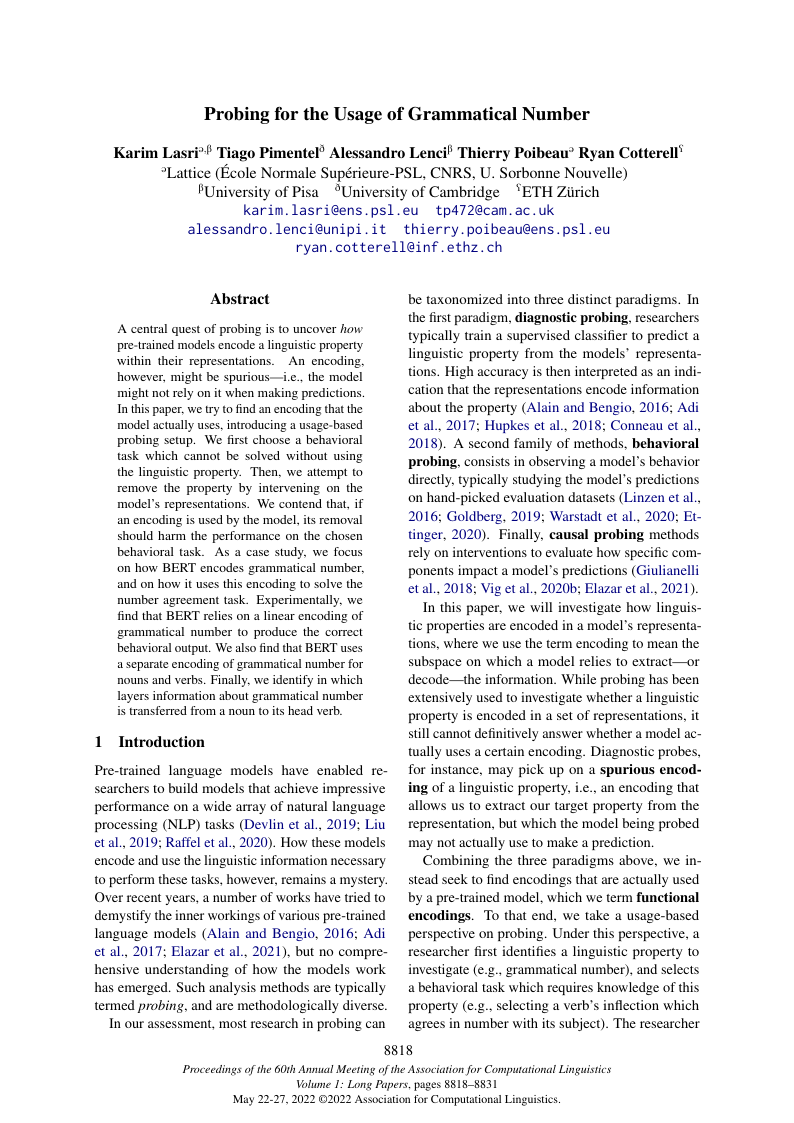 Probing for the Usage of Grammatical Number
Karim Lasriᵊ,ᵝ Tiago Pimentelᶞ Alessandro Lenciᵝ Thierry Poibeauᵊ Ryan Cotterellˤ
ᵊLattice (École Normale Supérieure-PSL, CNRS, U. Sorbonne Nouvelle)
ᵝUniversity of Pisa ᶞUniversity of Cambridge ˤETH Zürich
karim.lasri@ens.psl.eu tp472@cam.ac.uk
alessandro.lenci@unipi.it thierry.poibeau@ens.psl.eu
ryan.cotterell@inf.ethz.ch
Abstract
A central quest of probing is to uncover how
pre-trained models encode a linguistic property
within their representations. An encoding,
however, might be spurious—i.e., the model
might not rely on it when making predictions.
In this paper, we try to find an encoding that the
model actually uses, introducing a usage-based
probing setup. We first choose a behavioral
task which cannot be solved without using
the linguistic property. Then, we attempt to
remove the property by intervening on the
model's representations. We contend that, if
an encoding is used by the model, its removal
should harm the performance on the chosen
behavioral task. As a case study, we focus
on how BERT encodes grammatical number,
and on how it uses this encoding to solve the
number agreement task. Experimentally, we
find that BERT relies on a linear encoding of
grammatical number to produce the correct
behavioral output. We also find that BERT uses
a separate encoding of grammatical number for
nouns and verbs. Finally, we identify in which
layers information about grammatical number
is transferred from a noun to its head verb.
1 Introduction
Pre-trained language models have enabled re-
searchers to build models that achieve impressive
performance on a wide array of natural language
processing (NLP) tasks (Devlin et al., 2019; Liu
et al., 2019; Raffel et al., 2020). How these models
encode and use the linguistic information necessary
to perform these tasks, however, remains a mystery.
Over recent years, a number of works have tried to
demystify the inner workings of various pre-trained
language models (Alain and Bengio, 2016; Adi
et al., 2017; Elazar et al., 2021), but no compre-
hensive understanding of how the models work
has emerged. Such analysis methods are typically
termed probing, and are methodologically diverse.
In our assessment, most research in probing can
be taxonomized into three distinct paradigms. In
the first paradigm, diagnostic probing, researchers
typically train a supervised classifier to predict a
linguistic property from the models' representa-
tions. High accuracy is then interpreted as an indi-
cation that the representations encode information
about the property (Alain and Bengio, 2016; Adi
et al., 2017; Hupkes et al., 2018; Conneau et al.,
2018). A second family of methods, behavioral
probing, consists in observing a model's behavior
directly, typically studying the model's predictions
on hand-picked evaluation datasets (Linzen et al.,
2016; Goldberg, 2019; Warstadt et al., 2020; Et-
tinger, 2020). Finally, causal probing methods
rely on interventions to evaluate how specific com-
ponents impact a model's predictions (Giulianelli
et al., 2018; Vig et al., 2020b; Elazar et al., 2021).
In this paper, we will investigate how linguis-
tic properties are encoded in a model's representa-
tions, where we use the term encoding to mean the
subspace on which a model relies to extract—or
decode—the information. While probing has been
extensively used to investigate whether a linguistic
property is encoded in a set of representations, it
still cannot definitively answer whether a model ac-
tually uses a certain encoding. Diagnostic probes,
for instance, may pick up on a spurious encod-
ing of a linguistic property, i.e., an encoding that
allows us to extract our target property from the
representation, but which the model being probed
may not actually use to make a prediction.
Combining the three paradigms above, we in-
stead seek to find encodings that are actually used
by a pre-trained model, which we term functional
encodings. To that end, we take a usage-based
perspective on probing. Under this perspective, a
researcher first identifies a linguistic property to
investigate (e.g., grammatical number), and selects
a behavioral task which requires knowledge of this
property (e.g., selecting a verb's inflection which
agrees in number with its subject). The researcher
8818
Proceedings of the 60th Annual Meeting of the Association for Computational Linguistics
Volume 1: Long Papers, pages 8818–8831
May 22-27, 2022 ©2022 Association for Computational Linguistics.